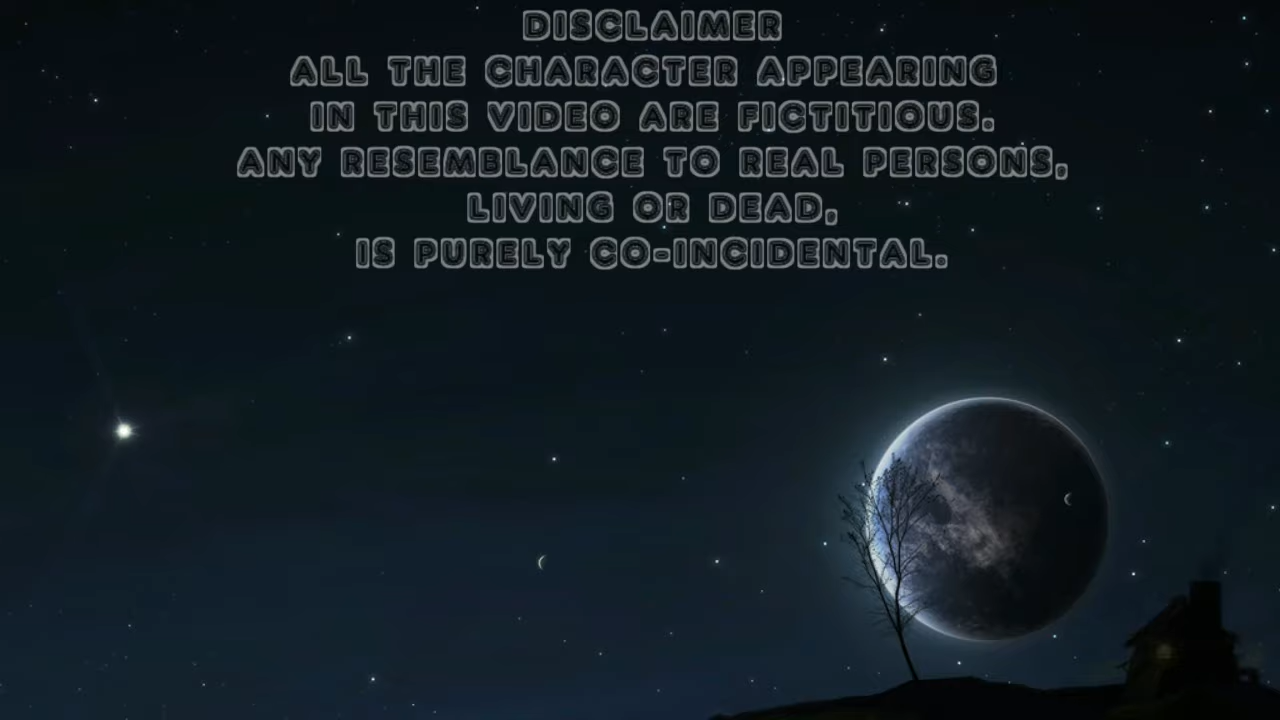 DISCLAIMER
ALL THE CHARACTER APPEARING
IN THIS VIDEO ARE FICTITIOUS.
ANY RESEMBLANCE TO REAL PERSONS,
LIVING OR DEAD,
IS PURELY CO-INCIDENTAL.